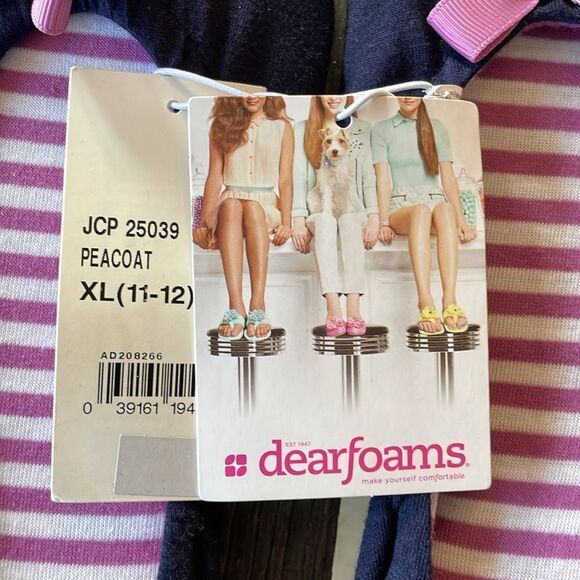 JCP 25039
PEACOAT
XL(11-12)
AD208266
0 39161 194
EST 1947
dearfoams®
make yourself comfortable